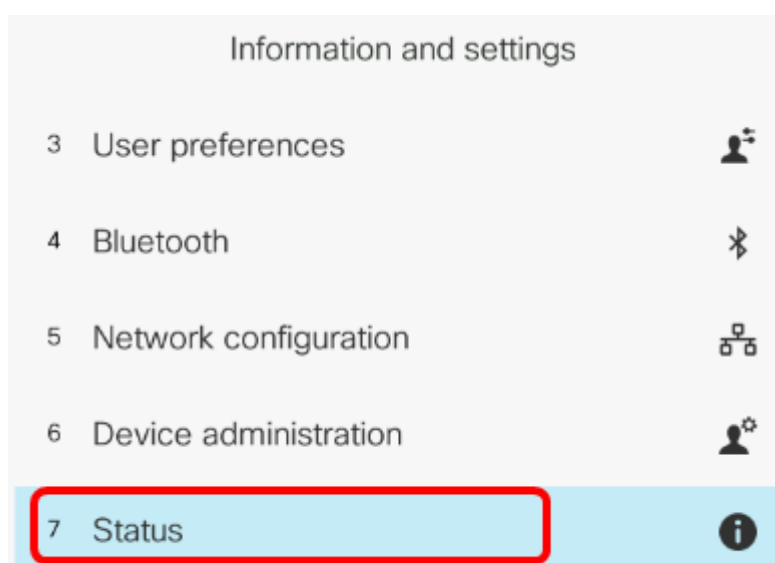 Information and settings
3 User preferences
4 Bluetooth
5 Network configuration
6 Device administration
7 Status